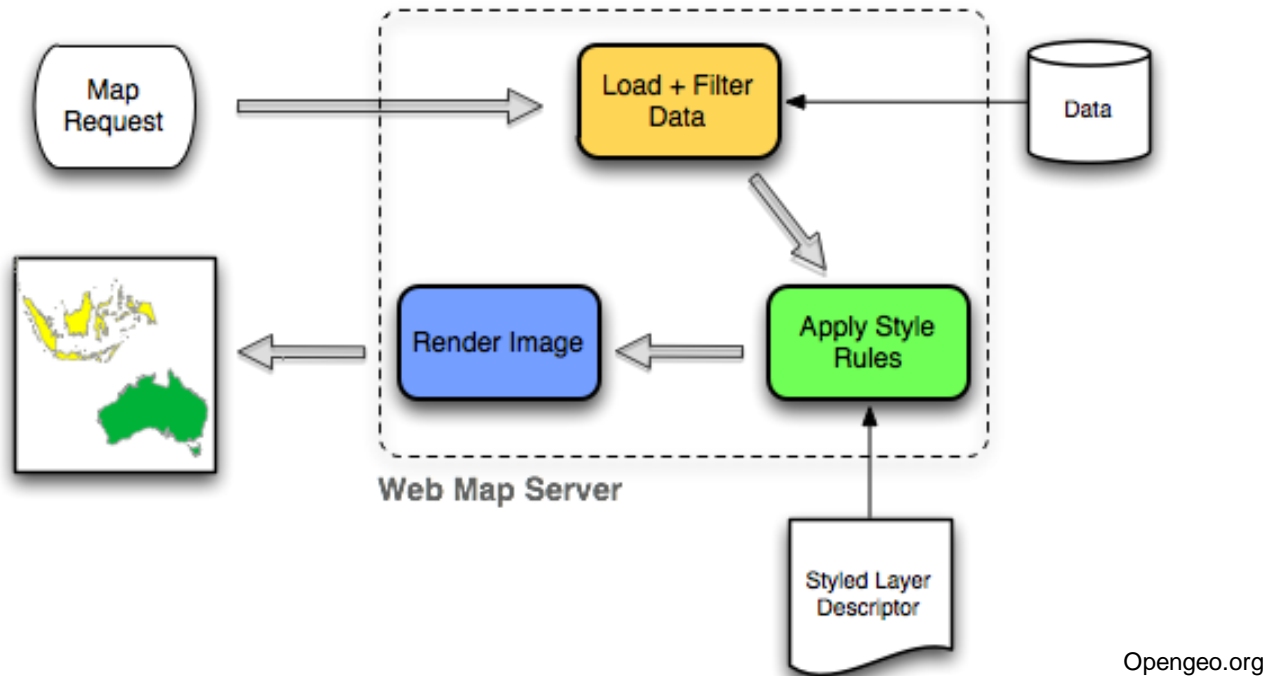 Map
Request
Load + Filter
Data
Data
Render Image
Apply Style
Rules
Web Map Server
Styled Layer
Descriptor
Opengeo.org